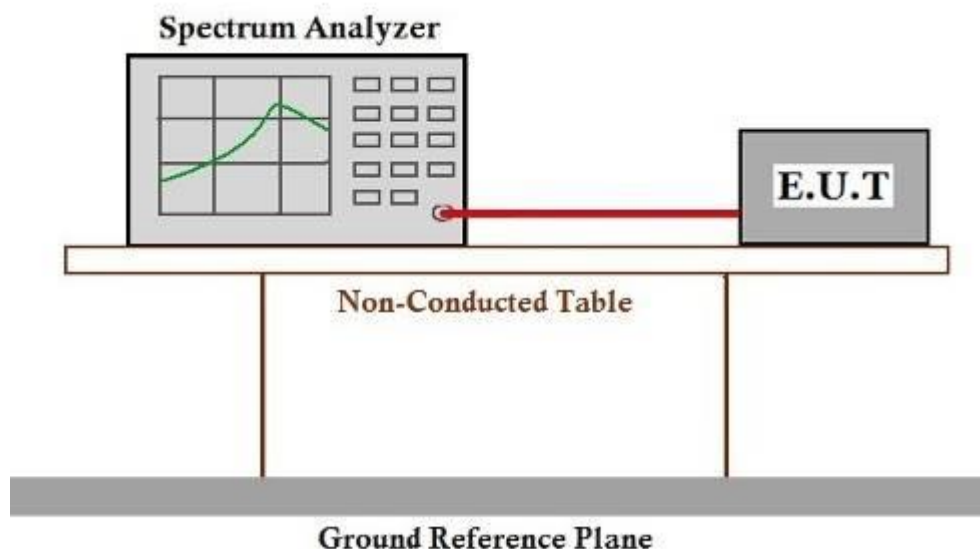 Spectrum Analyzer
E.U.T
Non-Conducted Table
Ground Reference Plane